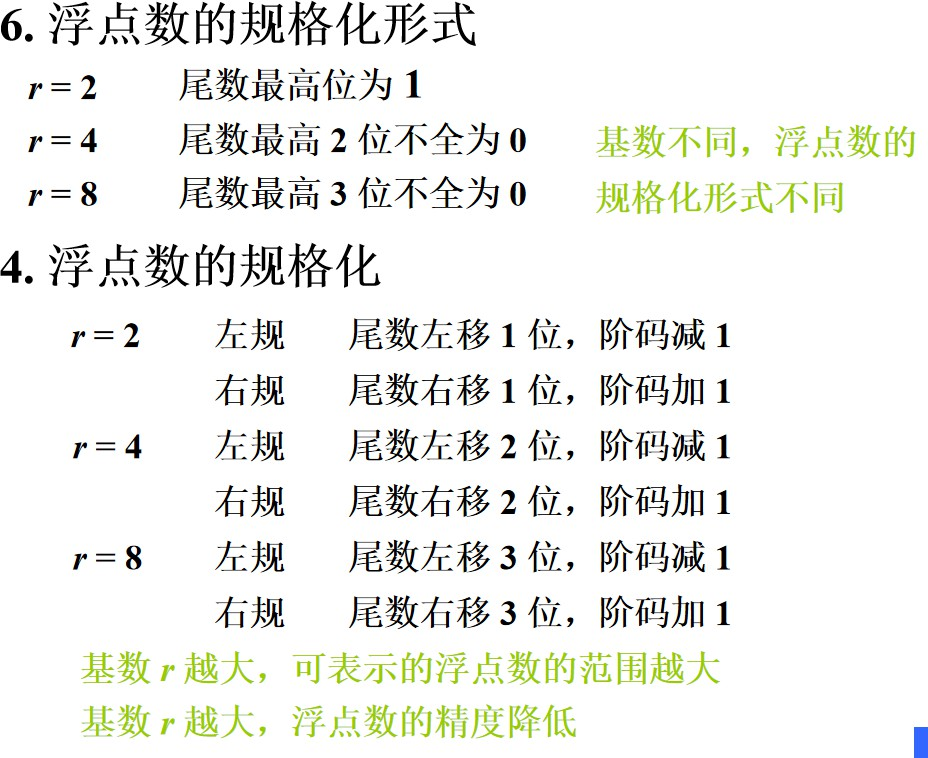 6. 浮点数的规格化形式
r = 2 尾数最高位为 1
r = 4 尾数最高 2 位不全为 0
r = 8 尾数最高 3 位不全为 0
基数不同，浮点数的
规格化形式不同
4. 浮点数的规格化
r = 2 左规 尾数左移 1 位，阶码减 1
右规 尾数右移 1 位，阶码加 1
r = 4 左规 尾数左移 2 位，阶码减 1
右规 尾数右移 2 位，阶码加 1
r = 8 左规 尾数左移 3 位，阶码减 1
右规 尾数右移 3 位，阶码加 1
基数 r 越大，可表示的浮点数的范围越大
基数 r 越大，浮点数的精度降低